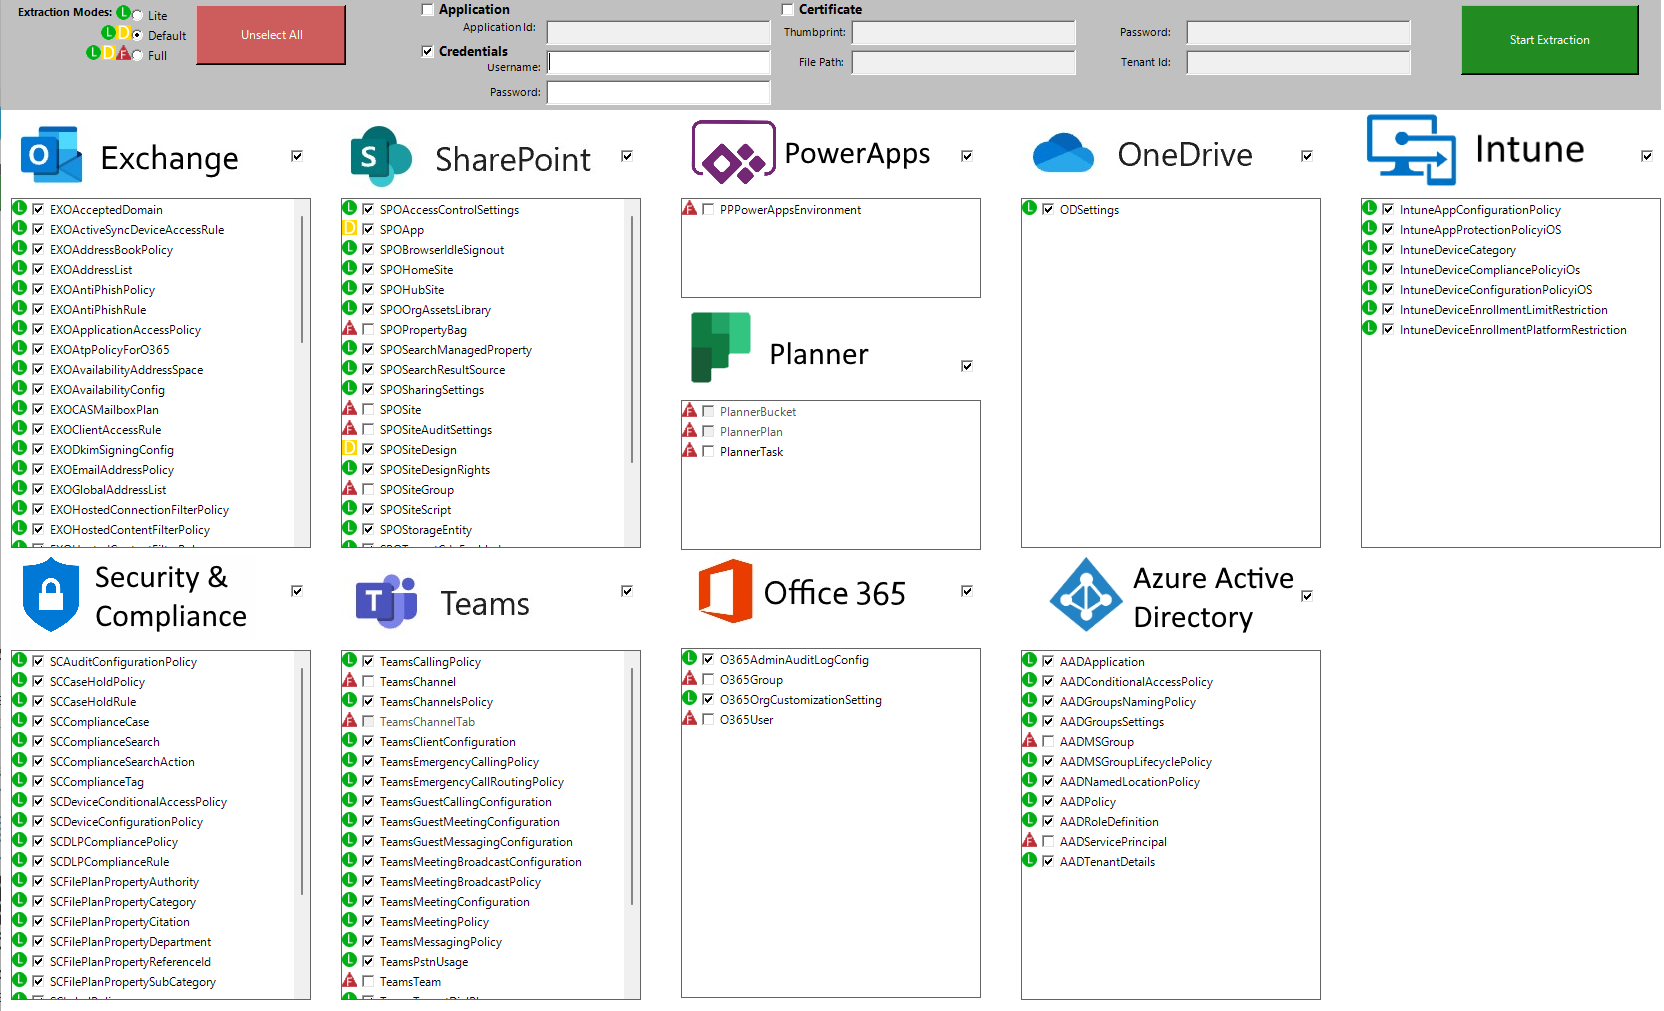 Extraction Modes:
L
Lite
L D
Default
L D F
Full
Unselect All
Application
Application Id:
Credentials
Username:
Password:
Certificate
Thumbprint:
File Path:
Password:
Tenant Id:
Start Extraction
Exchange
L EXOAcceptedDomain
L EXOActiveSyncDeviceAccessRule
L EXOAddressBookPolicy
L EXOAddressList
L EXOAntiPhishPolicy
L EXOAntiPhishRule
L EXOApplicationAccessPolicy
L EXOAtpPolicyForO365
L EXOAvailabilityAddressSpace
L EXOAvailabilityConfig
L EXOCASMailboxPlan
L EXOClientAccessRule
L EXODkimSigningConfig
L EXOEmailAddressPolicy
L EXOGlobalAddressList
L EXOHostedConnectionFilterPolicy
L EXOHostedContentFilterPolicy
SharePoint
L SPOAccessControlSettings
D SPOApp
L SPOBrowserIdleSignout
L SPOHomeSite
L SPOHubSite
L SPOOrgAssetsLibrary
F SPOPropertyBag
L SPOSearchManagedProperty
L SPOSearchResultSource
L SPOSharingSettings
F SPOSite
F SPOSiteAuditSettings
D SPOSiteDesign
L SPOSiteDesignRights
F SPOSiteGroup
L SPOSiteScript
L SPOStorageEntity
PowerApps
F PPPowerAppsEnvironment
Planner
F PlannerBucket
F PlannerPlan
F PlannerTask
OneDrive
L ODSettings
Intune
L IntuneAppConfigurationPolicy
L IntuneAppProtectionPolicyiOS
L IntuneDeviceCategory
L IntuneDeviceCompliancePolicyiOs
L IntuneDeviceConfigurationPolicyiOS
L IntuneDeviceEnrollmentLimitRestriction
L IntuneDeviceEnrollmentPlatformRestriction
Security &
Compliance
L SCAuditConfigurationPolicy
L SCCaseHoldPolicy
L SCCaseHoldRule
L SCComplianceCase
L SCComplianceSearch
L SCComplianceSearchAction
L SCComplianceTag
L SCDeviceConditionalAccessPolicy
L SCDeviceConfigurationPolicy
L SCDLPCompliancePolicy
L SCDLPComplianceRule
L SCFilePlanPropertyAuthority
L SCFilePlanPropertyCategory
L SCFilePlanPropertyCitation
L SCFilePlanPropertyDepartment
L SCFilePlanPropertyReferenceId
L SCFilePlanPropertySubCategory
Teams
L TeamsCallingPolicy
F TeamsChannel
L TeamsChannelsPolicy
F TeamsChannelTab
L TeamsClientConfiguration
L TeamsEmergencyCallingPolicy
L TeamsEmergencyCallRoutingPolicy
L TeamsGuestCallingConfiguration
L TeamsGuestMeetingConfiguration
L TeamsGuestMessagingConfiguration
L TeamsMeetingBroadcastConfiguration
L TeamsMeetingBroadcastPolicy
L TeamsMeetingConfiguration
L TeamsMeetingPolicy
L TeamsMessagingPolicy
L TeamsPstnUsage
F TeamsTeam
Office 365
L O365AdminAuditLogConfig
F O365Group
L O365OrgCustomizationSetting
F O365User
Azure Active
Directory
L AADApplication
L AADConditionalAccessPolicy
L AADGroupsNamingPolicy
L AADGroupsSettings
F AADMSGroup
L AADMSGroupLifecyclePolicy
L AADNamedLocationPolicy
L AADPolicy
L AADRoleDefinition
F AADServicePrincipal
L AADTenantDetails